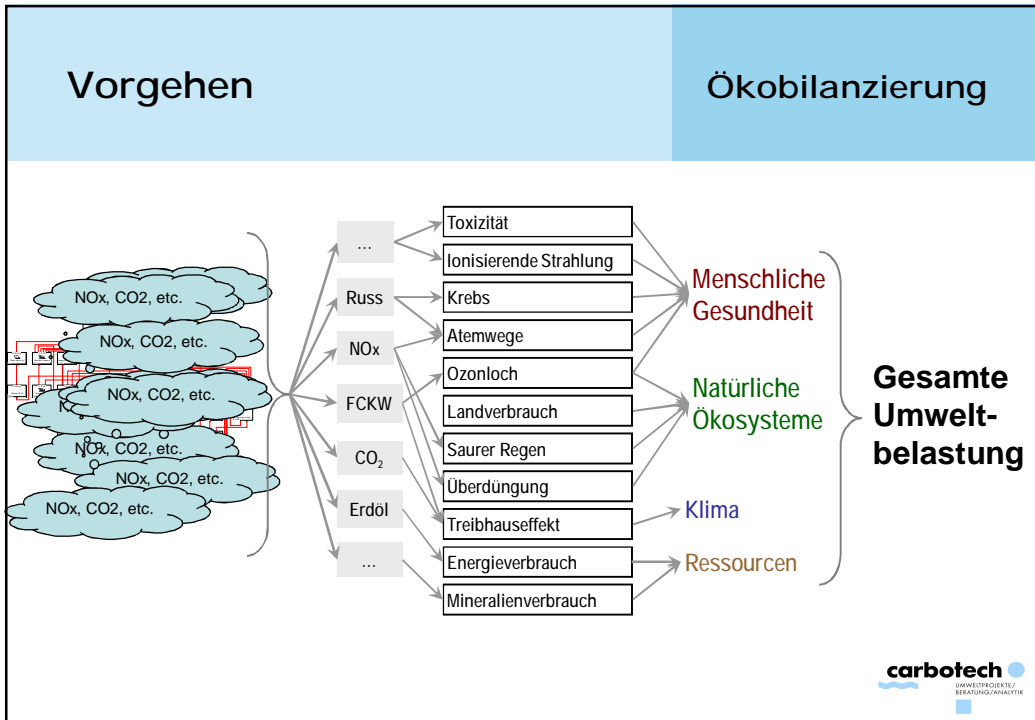 Vorgehen
Ökobilanzierung
NOx, CO2, etc.
NOx, CO2, etc.
NOx, CO2, etc.
NOx, CO2, etc.
NOx, CO2, etc.
NOx, CO2, etc.
...
Russ
NOx
FCKW
CO₂
Erdöl
...
Toxizität
Ionisierende Strahlung
Krebs
Atemwege
Ozonloch
Landverbrauch
Saurer Regen
Überdüngung
Treibhauseffekt
Energieverbrauch
Mineralienverbrauch
Menschliche
Gesundheit
Natürliche
Ökosysteme
Klima
Ressourcen
Gesamte
Umwelt-
belastung
carbotech
UMWELTPROJEKTE/
BERATUNG/ANALYTIK